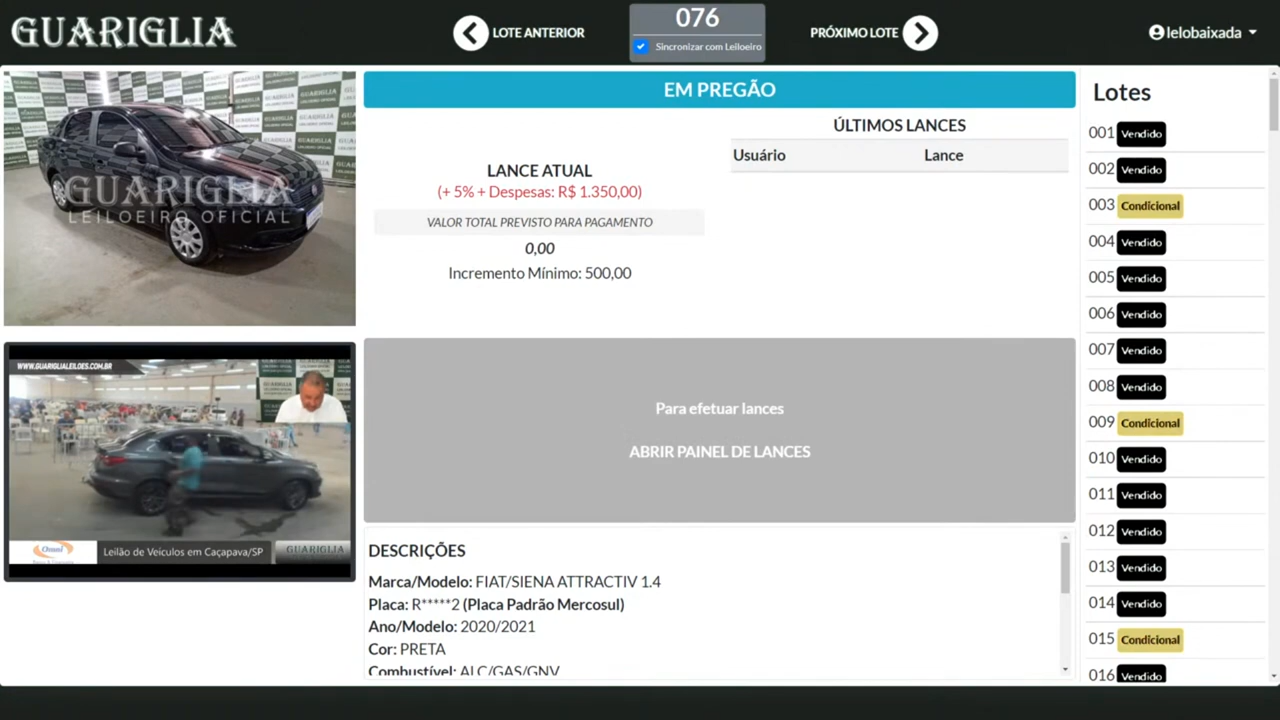 GUARIGLIA
LOTE ANTERIOR
076
Sincronizar com Leiloeiro
PRÓXIMO LOTE
lelobaixada
GUARIGLIA
LEILOEIRO OFICIAL
EM PREGÃO
LANCE ATUAL
(+ 5% + Despesas: R$ 1.350,00)
VALOR TOTAL PREVISTO PARA PAGAMENTO
0,00
Incremento Mínimo: 500,00
ÚLTIMOS LANCES
Usuário Lance
WWW.GUARIGLIALEILOES.COM.BR
Omni
Leilão de Veículos em Caçapava/SP
GUARIGLIA
Para efetuar lances
ABRIR PAINEL DE LANCES
DESCRIÇÕES
Marca/Modelo: FIAT/SIENA ATTRACTIV 1.4
Placa: R*****2 (Placa Padrão Mercosul)
Ano/Modelo: 2020/2021
Cor: PRETA
Combustível: ALC/GAS/GNV
Lotes
001 Vendido
002 Vendido
003 Condicional
004 Vendido
005 Vendido
006 Vendido
007 Vendido
008 Vendido
009 Condicional
010 Vendido
011 Vendido
012 Vendido
013 Vendido
014 Vendido
015 Condicional
016 Vendido